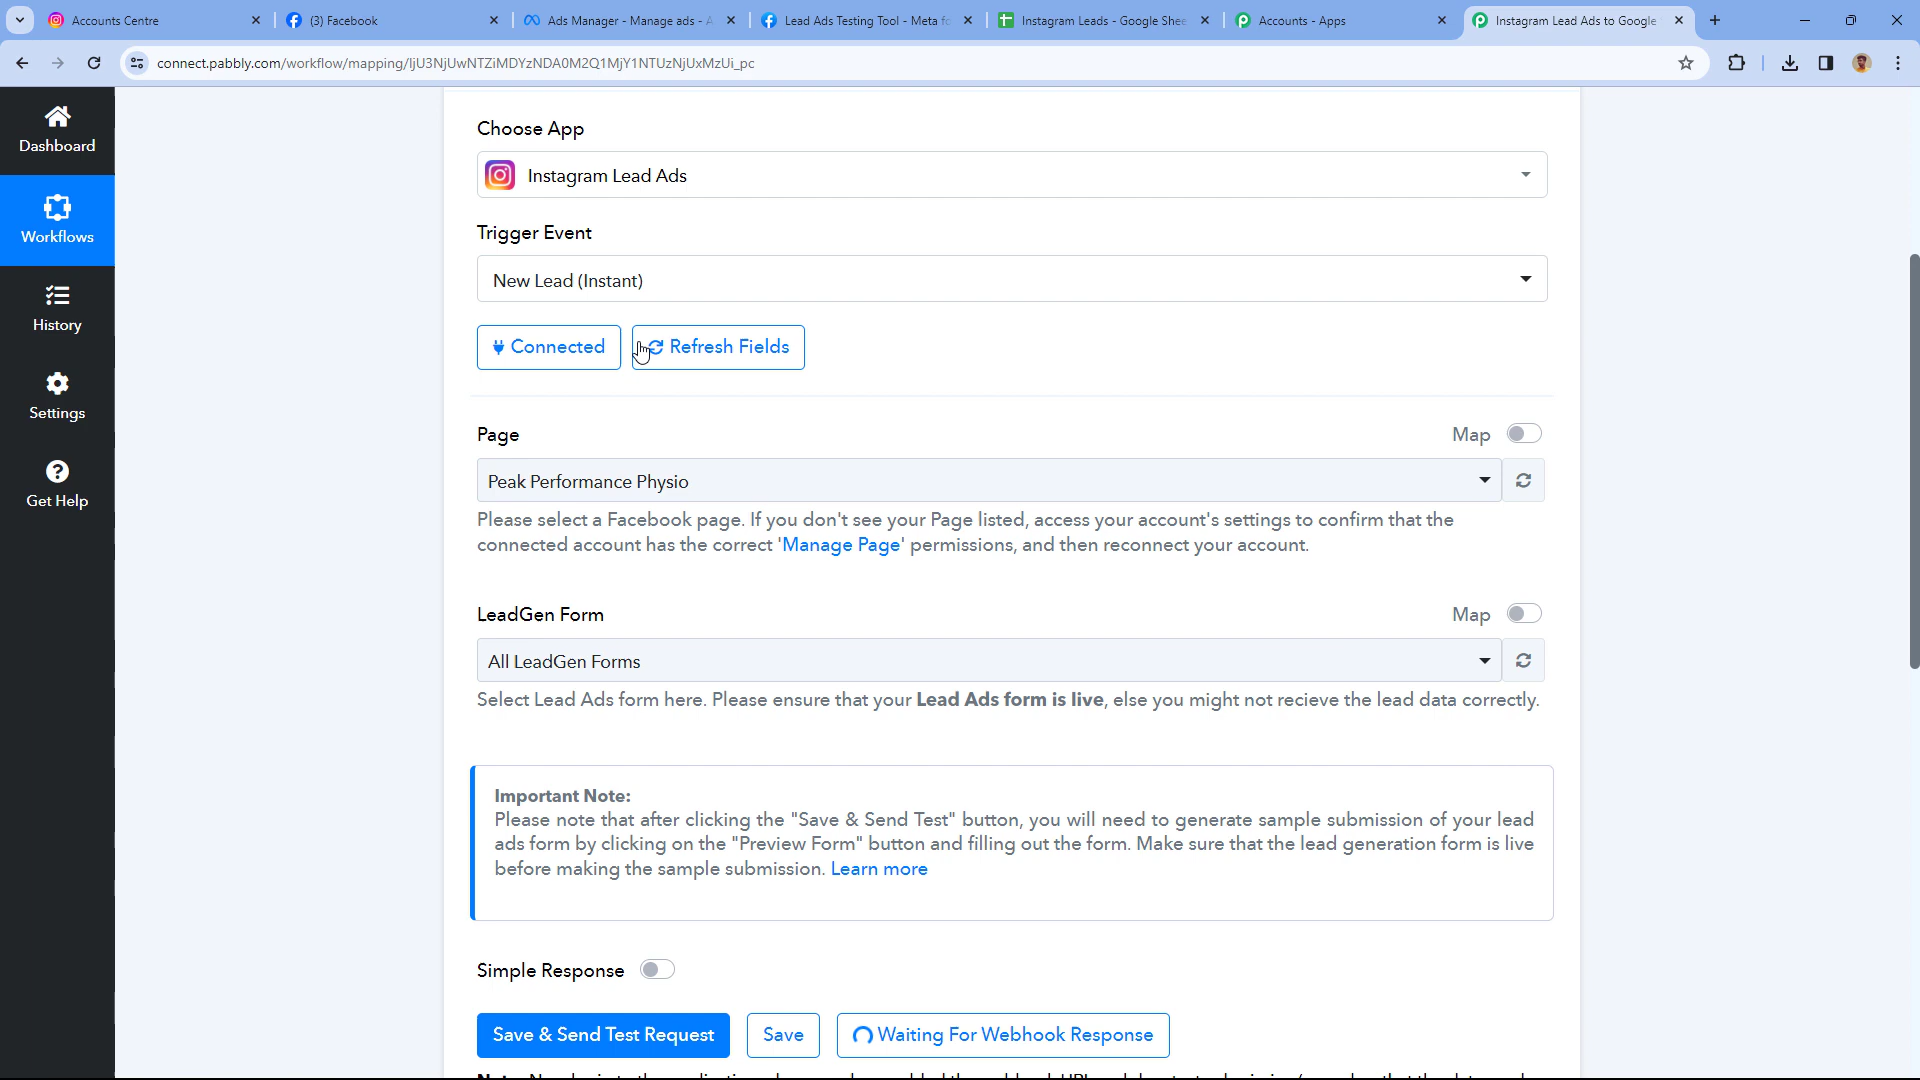 Accounts Centre
(3) Facebook
Ads Manager - Manage ads - A
Lead Ads Testing Tool - Meta fo
Instagram Leads - Google Shee
Accounts - Apps
Instagram Lead Ads to Google
connect.pabbly.com/workflow/mapping/IjU3NjUwNTZiMDYzNDA0M2Q1MjY1NTUzNjUxMzUi_pc
Dashboard
Workflows
History
Settings
Get Help
Choose App
Instagram Lead Ads
Trigger Event
New Lead (Instant)
Connected
Refresh Fields
Page
Map
Peak Performance Physio
Please select a Facebook page. If you don't see your Page listed, access your account's settings to confirm that the
connected account has the correct 'Manage Page' permissions, and then reconnect your account.
LeadGen Form
Map
All LeadGen Forms
Select Lead Ads form here. Please ensure that your Lead Ads form is live, else you might not recieve the lead data correctly.
Important Note:
Please note that after clicking the "Save & Send Test" button, you will need to generate sample submission of your lead
ads form by clicking on the "Preview Form" button and filling out the form. Make sure that the lead generation form is live
before making the sample submission. Learn more
Simple Response
Save & Send Test Request
Save
Waiting For Webhook Response